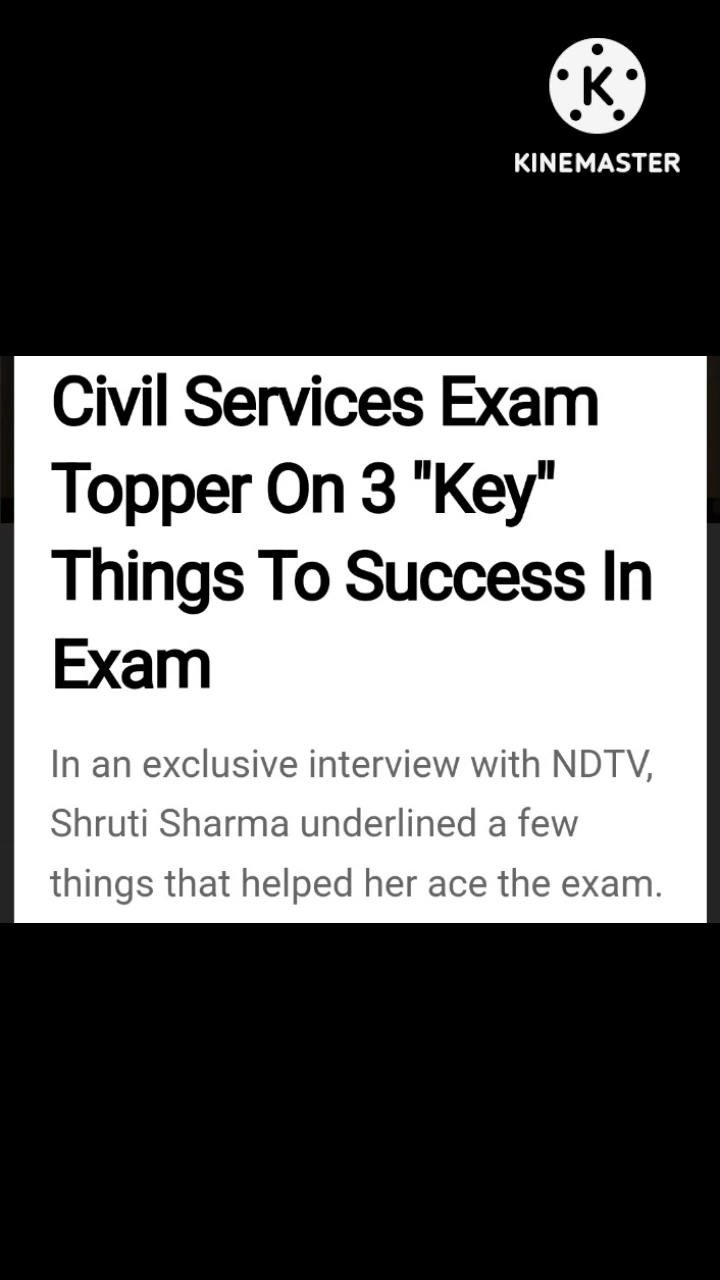 K
KINEMASTER
Civil Services Exam
Topper On 3 "Key"
Things To Success In
Exam
In an exclusive interview with NDTV,
Shruti Sharma underlined a few
things that helped her ace the exam.